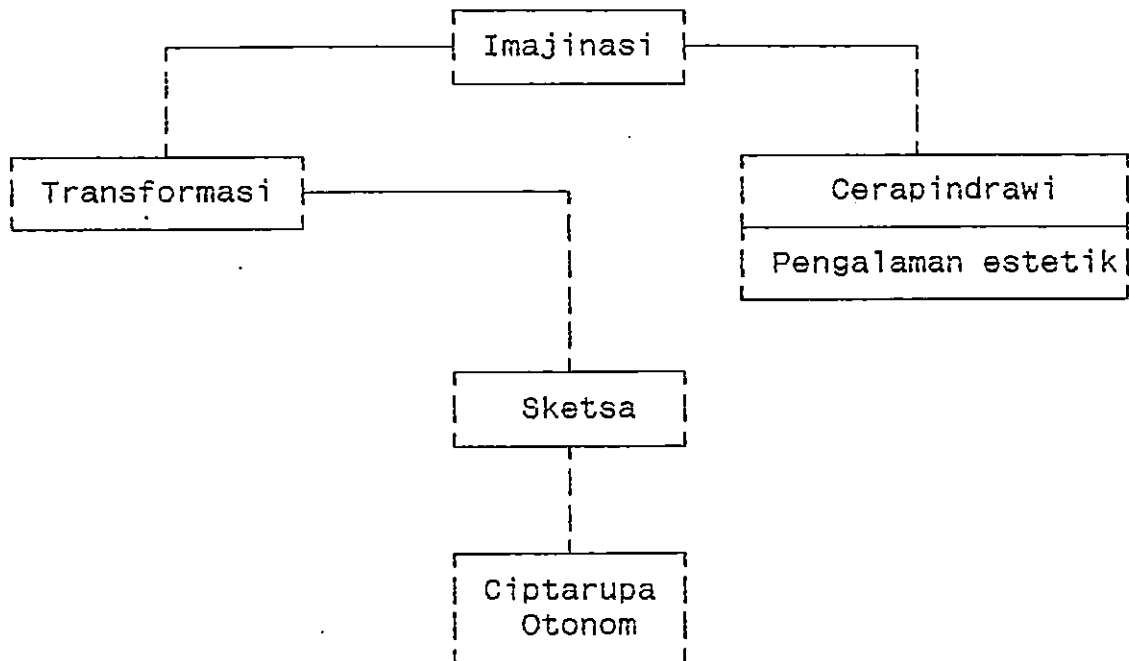 Imajinasi
Transformasi
Cerapindrawi
Pengalaman estetik
Sketsa
Ciptarupa
Otonom